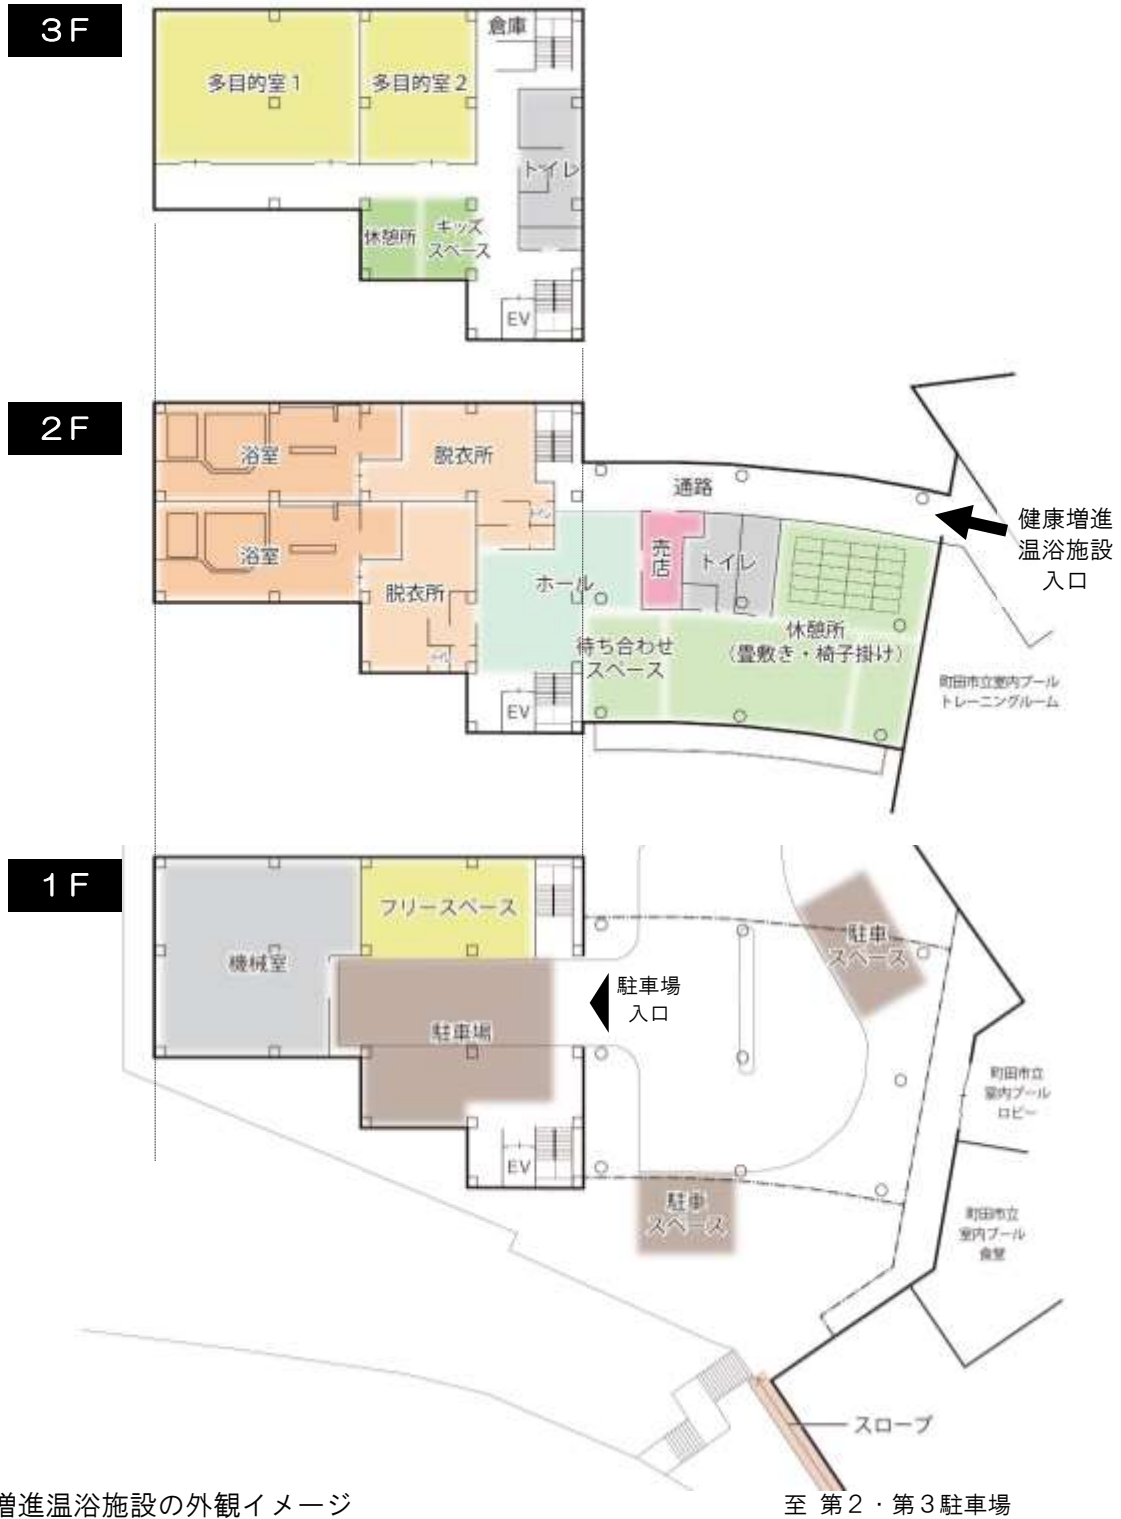 ３Ｆ
倉庫
多目的室１
多目的室２
トイレ
休憩所
キッズ
スペース
EV
２Ｆ
浴室
脱衣所
通路
健康増進
温浴施設
入口
トイレ
売店
トイレ
浴室
ホール
脱衣所
休憩所
（畳敷き・椅子掛け）
待ち合わせ
スペース
トイレ
町田市立室内プール
トレーニングルーム
EV
１Ｆ
フリースペース
駐車
スペース
機械室
駐車場
入口
駐車場
町田市立
室内プール
ロビー
EV
駐車
スペース
町田市立
室内プール
食堂
スロープ
増進温浴施設の外観イメージ
至 第２・第３駐車場